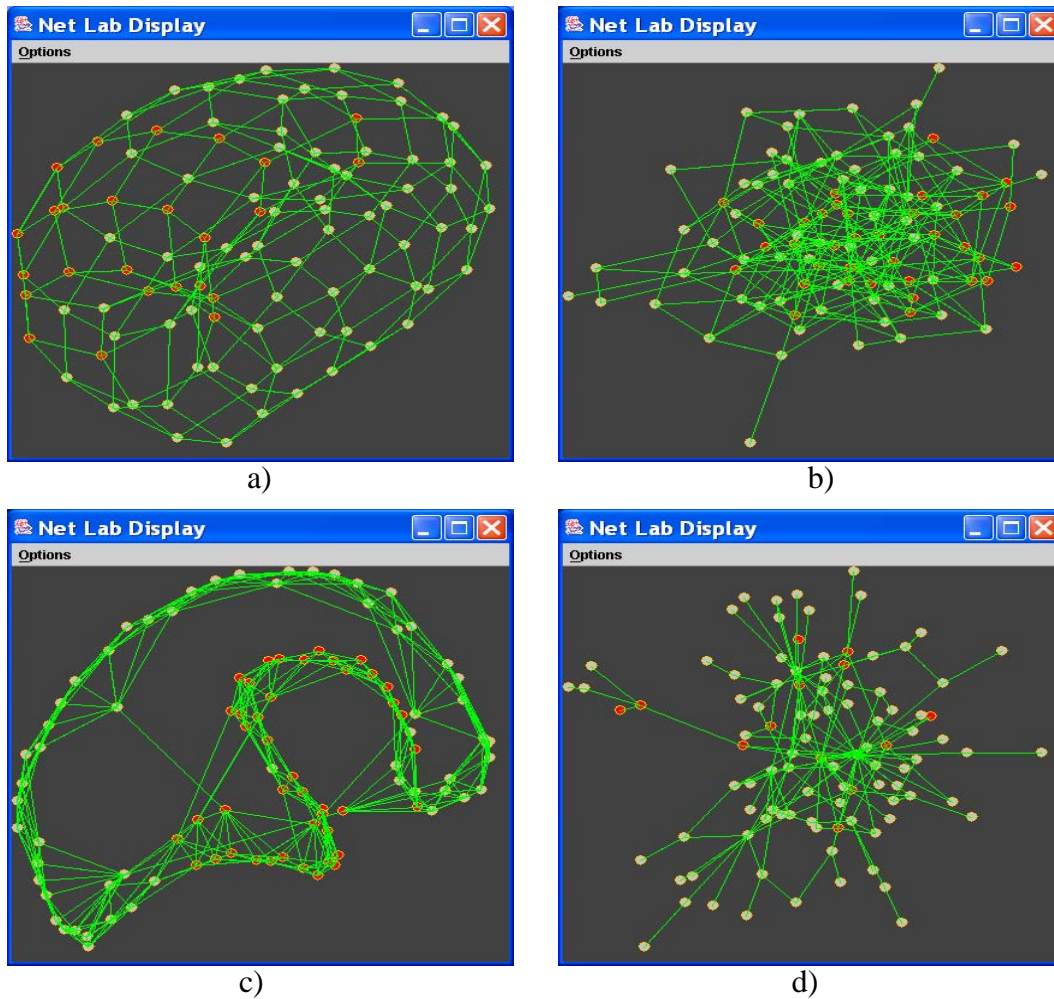 Net Lab Display
Options
a)
Net Lab Display
Options
b)
Net Lab Display
Options
c)
Net Lab Display
Options
d)